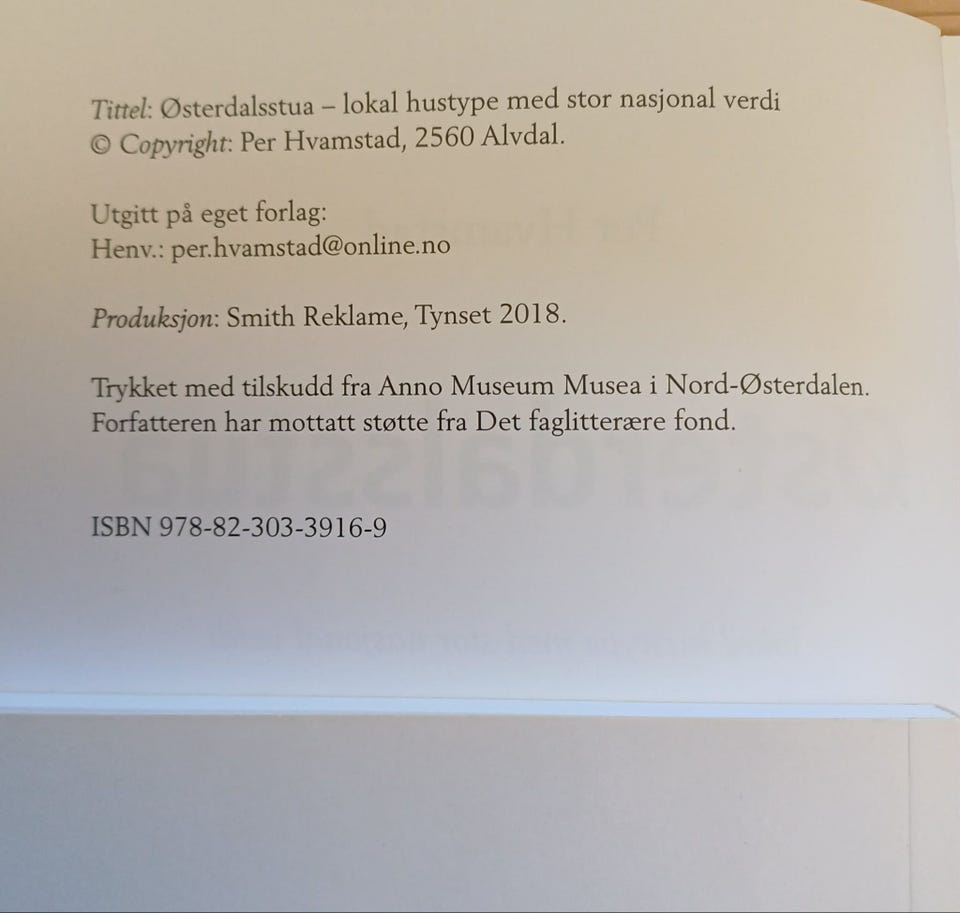 Tittel: Østerdalsstua – lokal hustype med stor nasjonal verdi
© Copyright: Per Hvamstad, 2560 Alvdal.
Utgitt på eget forlag:
Henv.: per.hvamstad@online.no
Produksjon: Smith Reklame, Tynset 2018.
Trykket med tilskudd fra Anno Museum Musea i Nord-Østerdalen.
Forfatteren har mottatt støtte fra Det faglitterære fond.
ISBN 978-82-303-3916-9